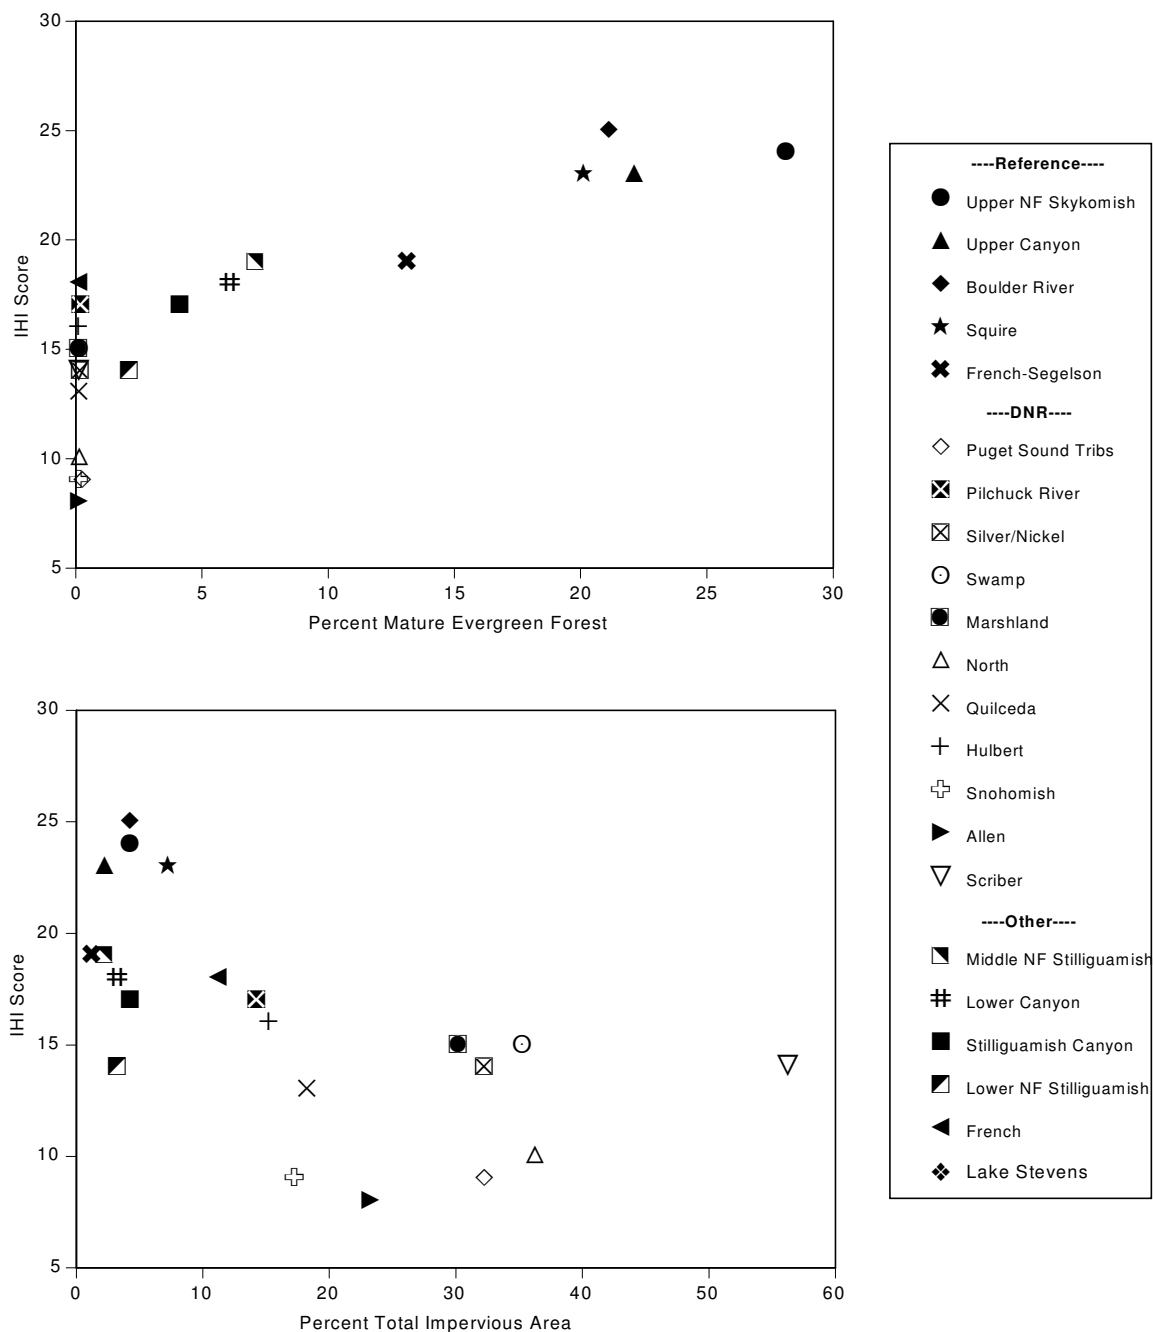 30
25
20
15
10
5
IHI Score
0
5
10
15
20
25
30
Percent Mature Evergreen Forest
30
25
20
15
10
5
IHI Score
0
10
20
30
40
50
60
Percent Total Impervious Area
----Reference----
Upper NF Skykomish
Upper Canyon
Boulder River
Squire
French-Segelson
----DNR----
Puget Sound Tribs
Pilchuck River
Silver/Nickel
Swamp
Marshland
North
Quilceda
Hulbert
Snohomish
Allen
Scriber
----Other----
Middle NF Stilliguamish
Lower Canyon
Stilliguamish Canyon
Lower NF Stilliguamish
French
Lake Stevens